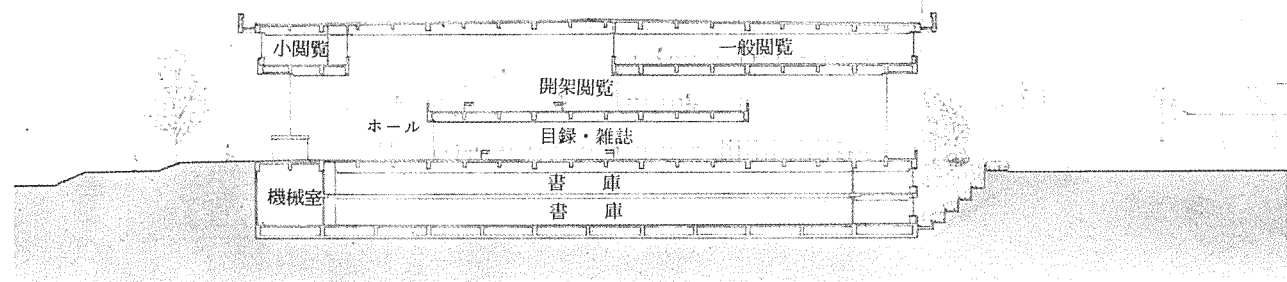 小閲覧
一般閲覧
開架閲覧
ホール
目録・雑誌
機械室
書 庫
書 庫